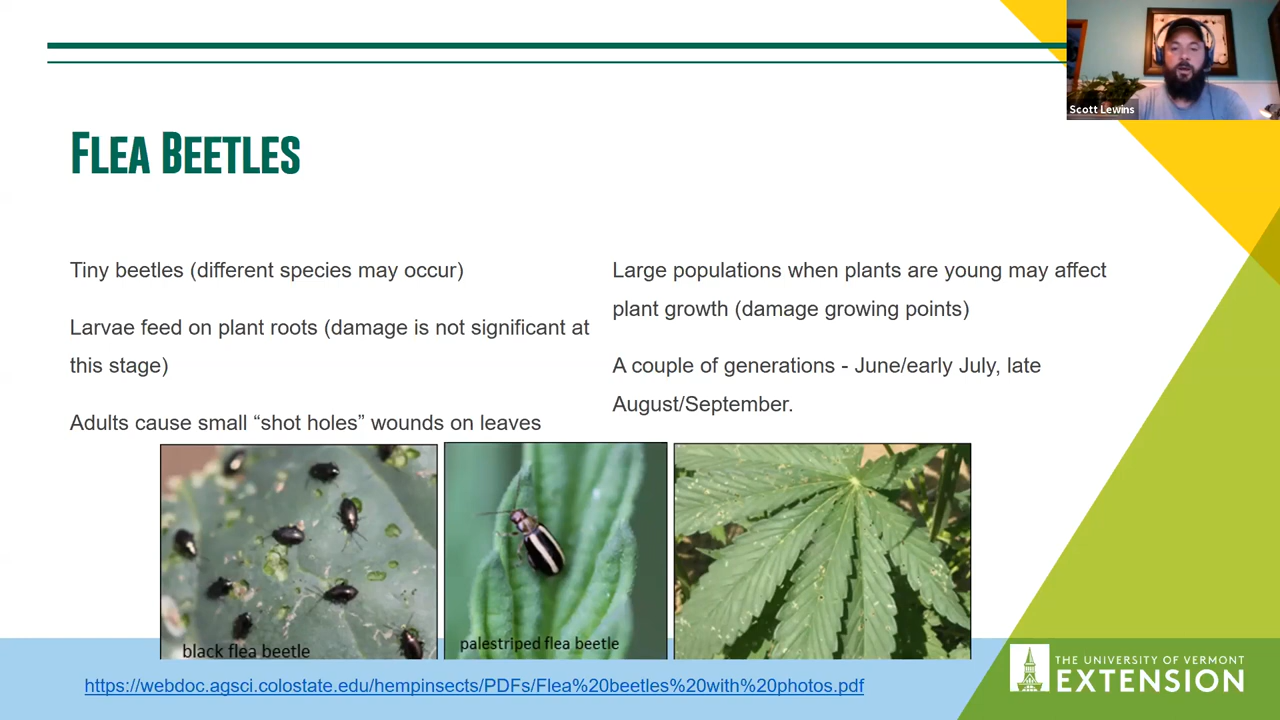 Scott Lewins
FLEA BEETLES
Tiny beetles (different species may occur)
Larvae feed on plant roots (damage is not significant at
this stage)
Adults cause small “shot holes” wounds on leaves
Large populations when plants are young may affect
plant growth (damage growing points)
A couple of generations - June/early July, late
August/September.
black flea beetle
palestriped flea beetle
https://webdoc.agsci.colostate.edu/hempinsects/PDFs/Flea%20beetles%20with%20photos.pdf
THE UNIVERSITY OF VERMONT
EXTENSION